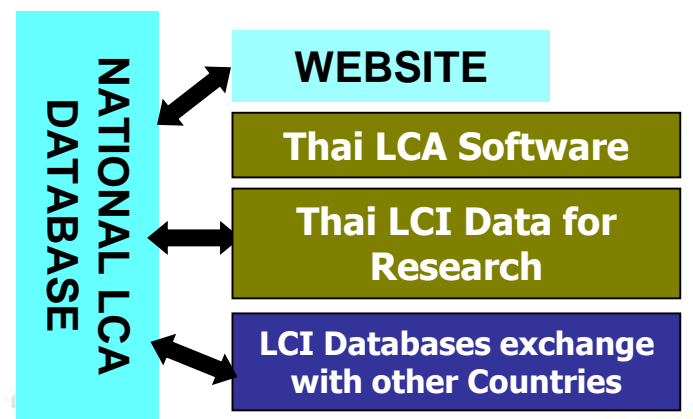 NATIONAL LCA
DATABASE
WEBSITE
Thai LCA Software
Thai LCI Data for
Research
LCI Databases exchange
with other Countries